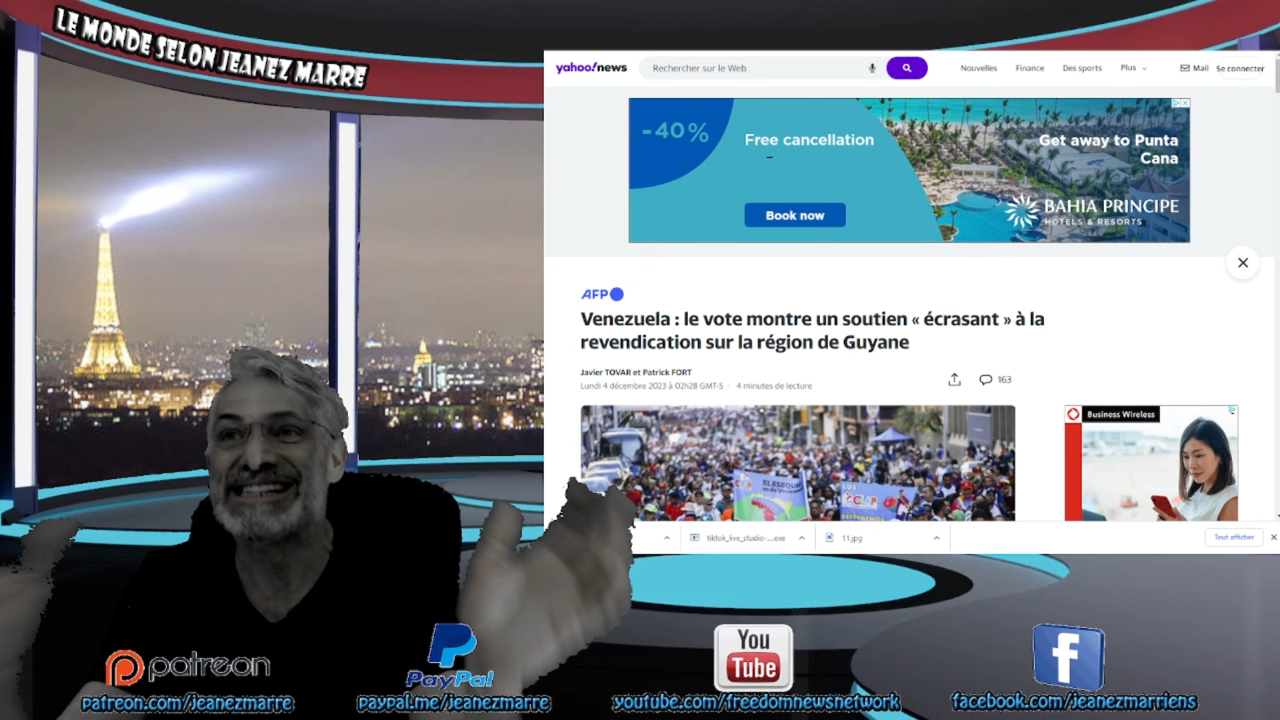 LE MONDE SELON JEANEZ MARRE
yahoo!news
Rechercher sur le Web
Nouvelles
Finance
Des sports
Plus
Mail
Se connecter
-40%
Free cancellation
Book now
Get away to Punta
Cana
BAHIA PRINCIPE
HOTELS & RESORTS
AFP
Venezuela : le vote montre un soutien « écrasant » à la
revendication sur la région de Guyane
Javier TOVAR et Patrick FORT
Lundi 4 décembre 2023 à 02h28 GMT-5 · 4 minutes de lecture
163
Business Wireless
tiktok_live_studio-....exe
11.jpg
Tout afficher
patreon
patreon.com/jeanezmarre
PayPal
paypal.me/jeanezmarre
You
Tube
youtube.com/freedomnewsnetwork
f
facebook.com/jeanezmarriens